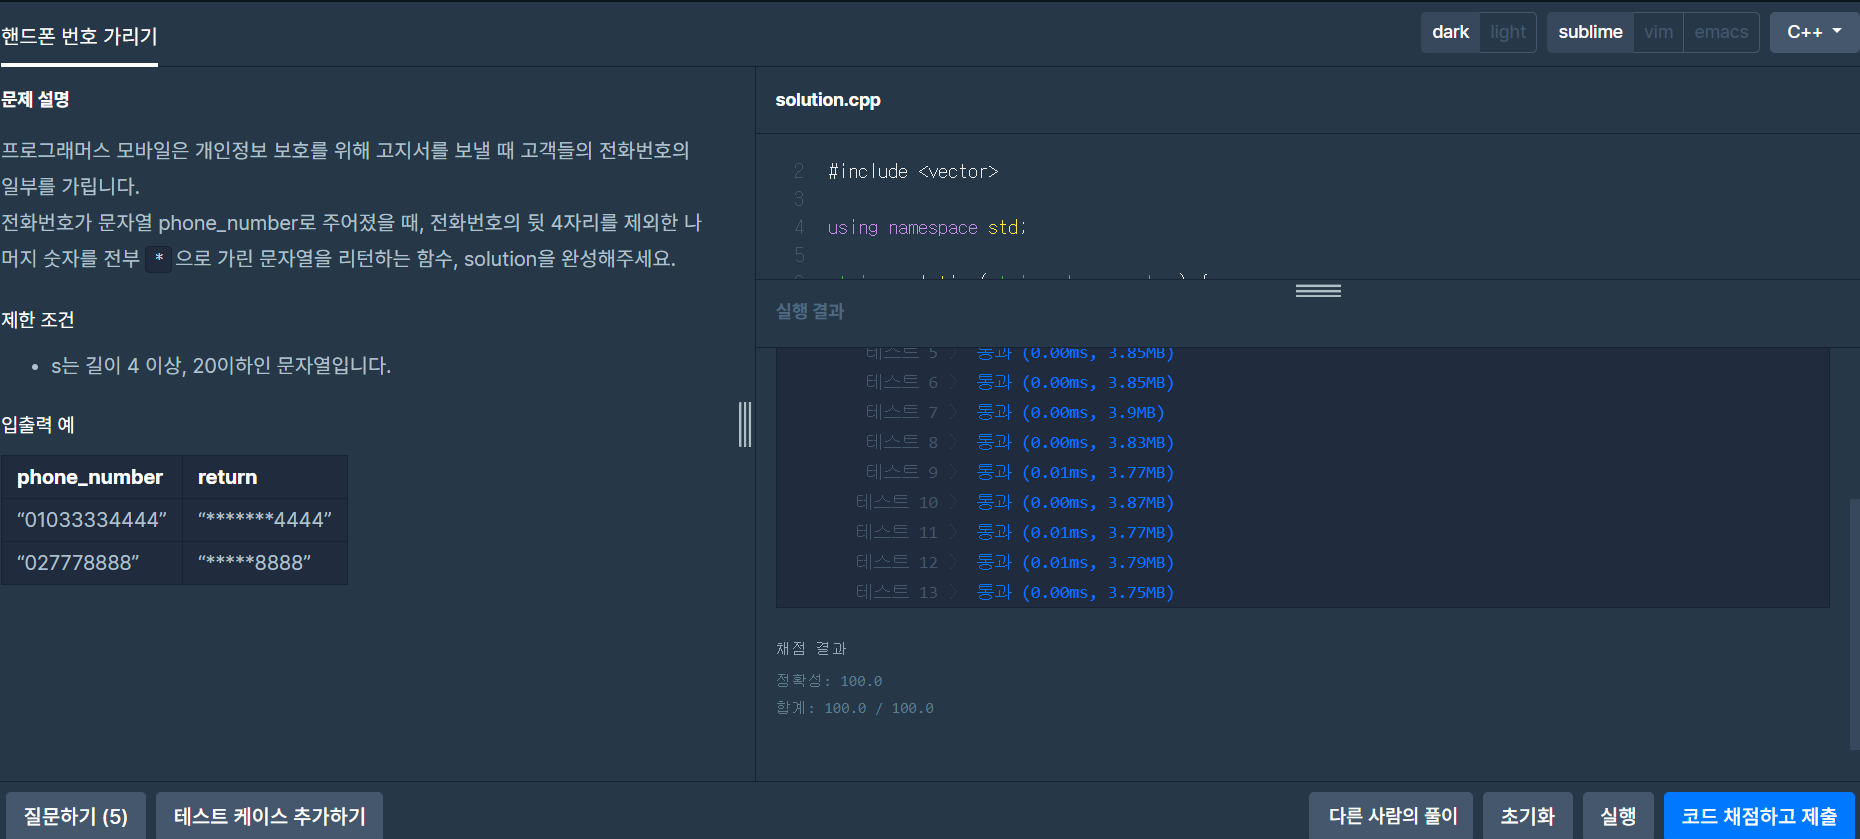 핸드폰 번호 가리기
dark light sublime vim emacs C++
문제 설명
프로그래머스 모바일은 개인정보 보호를 위해 고지서를 보낼 때 고객들의 전화번호의
일부를 가립니다.
전화번호가 문자열 phone_number로 주어졌을 때, 전화번호의 뒷 4자리를 제외한 나
머지 숫자를 전부 * 으로 가린 문자열을 리턴하는 함수, solution을 완성해주세요.
제한 조건
• s는 길이 4 이상, 20이하인 문자열입니다.
입출력 예
phone_number return
“01033334444” “*******4444”
“027778888” “*****8888”
solution.cpp
2 #include <vector>
3
4 using namespace std;
5
실행 결과
테스트 5 〉 통과 (0.00ms, 3.85MB)
테스트 6 〉 통과 (0.00ms, 3.85MB)
테스트 7 〉 통과 (0.00ms, 3.9MB)
테스트 8 〉 통과 (0.00ms, 3.83MB)
테스트 9 〉 통과 (0.01ms, 3.77MB)
테스트 10 〉 통과 (0.00ms, 3.87MB)
테스트 11 〉 통과 (0.01ms, 3.77MB)
테스트 12 〉 통과 (0.01ms, 3.79MB)
테스트 13 〉 통과 (0.00ms, 3.75MB)
채점 결과
정확성: 100.0
합계: 100.0 / 100.0
질문하기 (5) 테스트 케이스 추가하기 다른 사람의 풀이 초기화 실행 코드 채점하고 제출